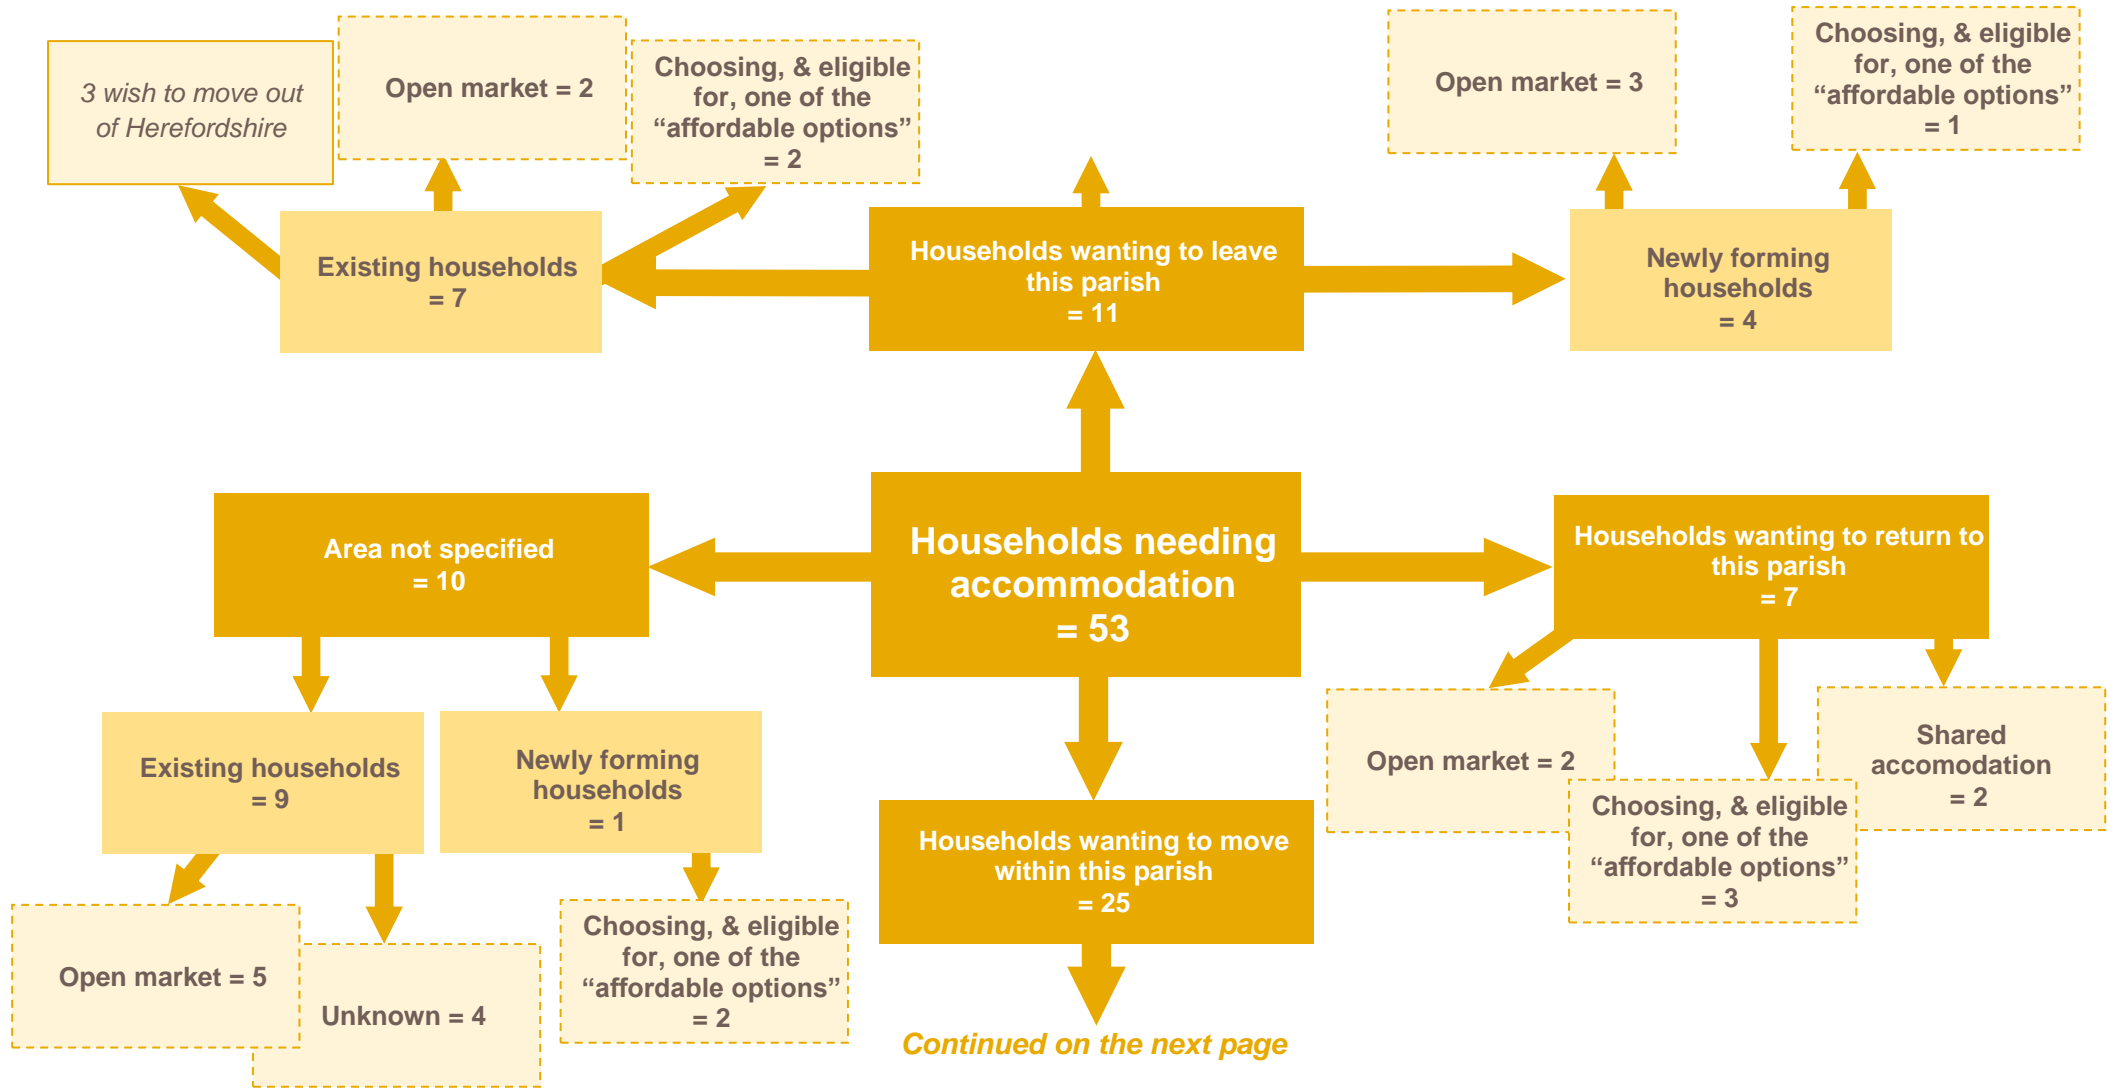 3 wish to move out
of Herefordshire
Open market = 2
Choosing, & eligible
for, one of the
“affordable options”
= 2
Open market = 3
Choosing, & eligible
for, one of the
“affordable options”
= 1
Existing households
= 7
Households wanting to leave
this parish
= 11
Newly forming
households
= 4
Area not specified
= 10
Households needing
accommodation
= 53
Households wanting to return to
this parish
= 7
Existing households
= 9
Newly forming
households
= 1
Open market = 2
Choosing, & eligible
for, one of the
“affordable options”
= 3
Shared
accomodation
= 2
Households wanting to move
within this parish
= 25
Open market = 5
Unknown = 4
Choosing, & eligible
for, one of the
“affordable options”
= 2
Continued on the next page